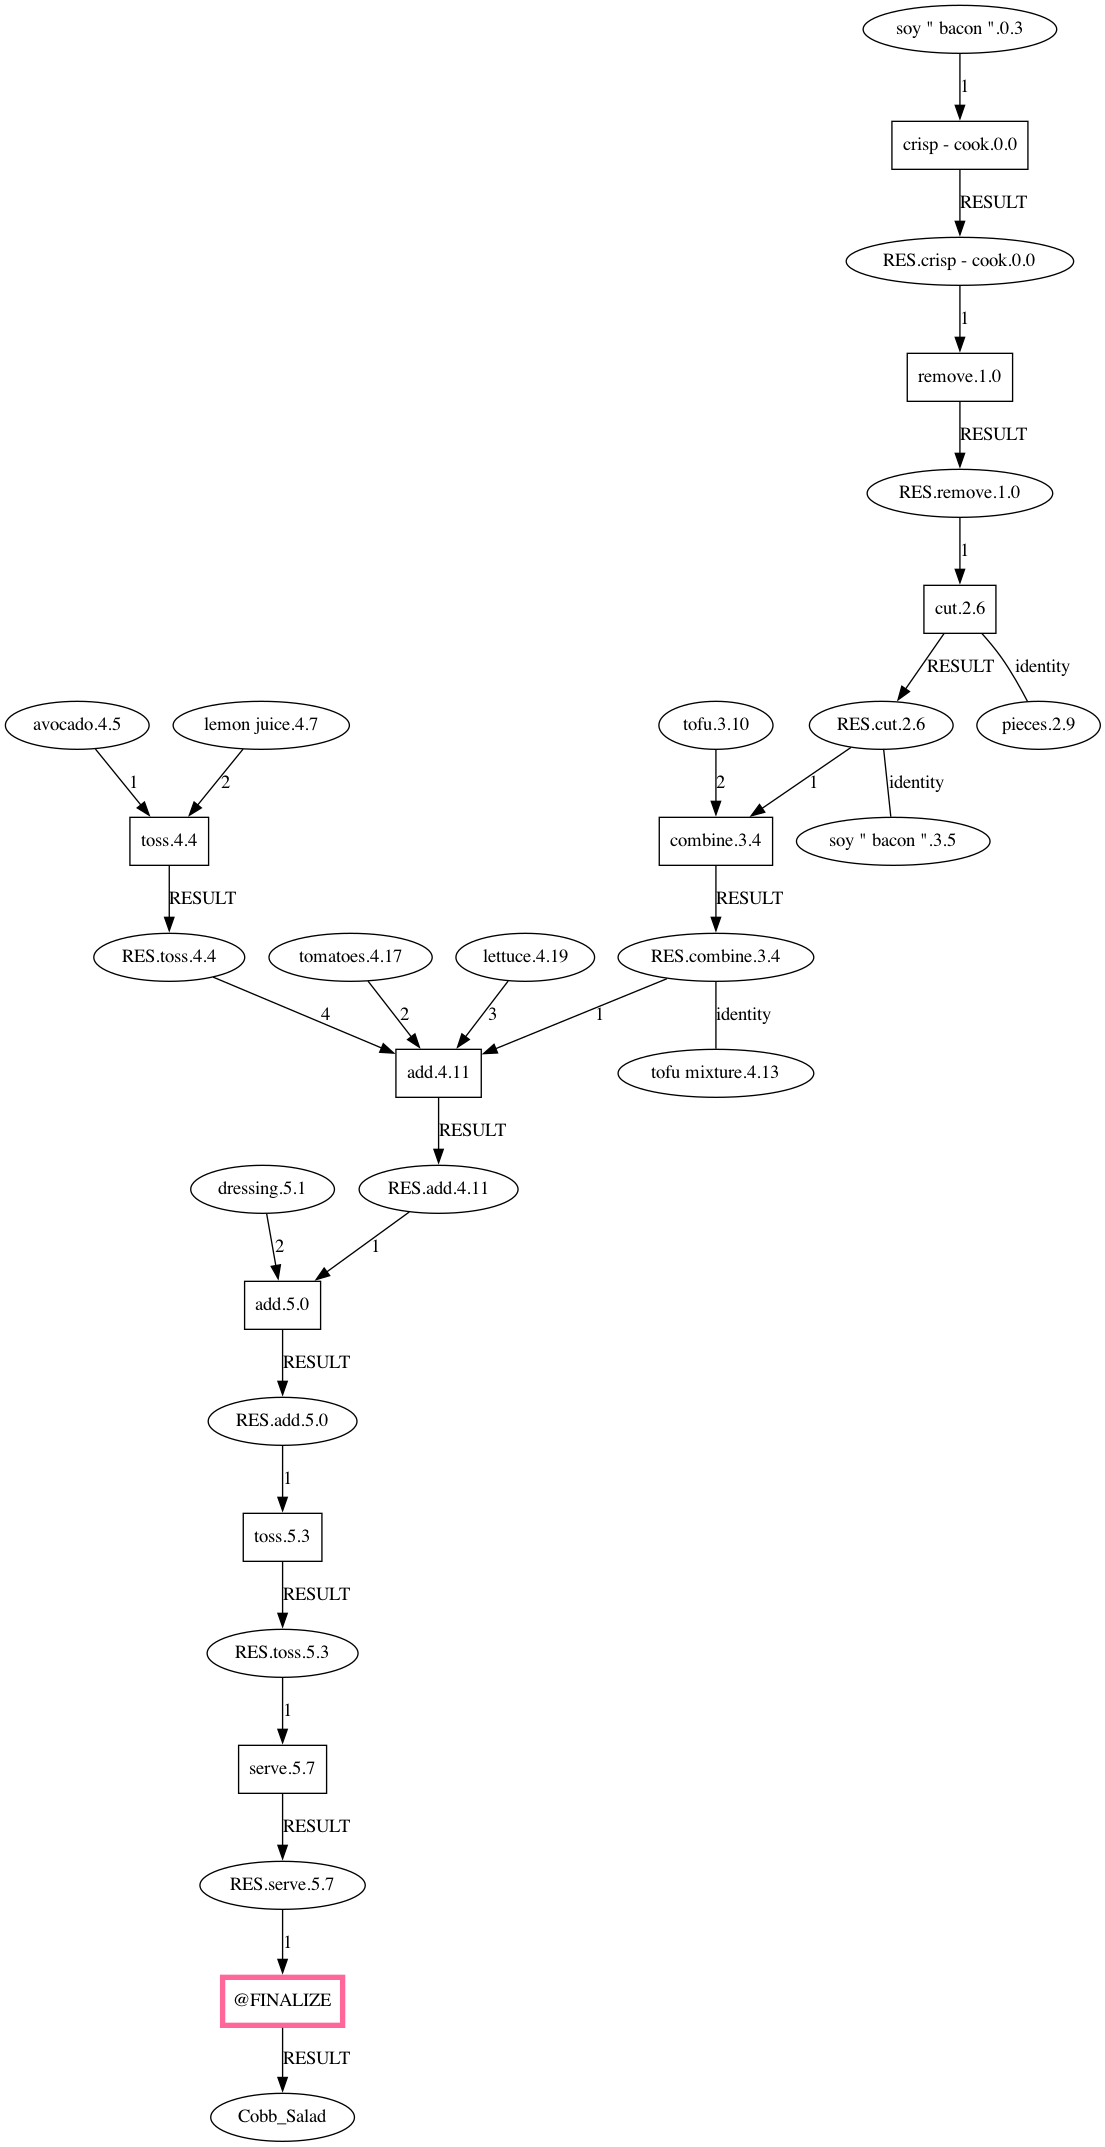 soy " bacon ".0.3
1
crisp - cook.0.0
RESULT
RES.crisp - cook.0.0
1
remove.1.0
RESULT
RES.remove.1.0
1
cut.2.6
RESULT
identity
avocado.4.5
lemon juice.4.7
tofu.3.10
RES.cut.2.6
pieces.2.9
1
2
2
1
identity
toss.4.4
combine.3.4
soy " bacon ".3.5
RESULT
RESULT
RES.toss.4.4
tomatoes.4.17
lettuce.4.19
RES.combine.3.4
4
2
3
1
identity
add.4.11
tofu mixture.4.13
RESULT
dressing.5.1
RES.add.4.11
2
1
add.5.0
RESULT
RES.add.5.0
1
toss.5.3
RESULT
RES.toss.5.3
1
serve.5.7
RESULT
RES.serve.5.7
1
@FINALIZE
RESULT
Cobb_Salad